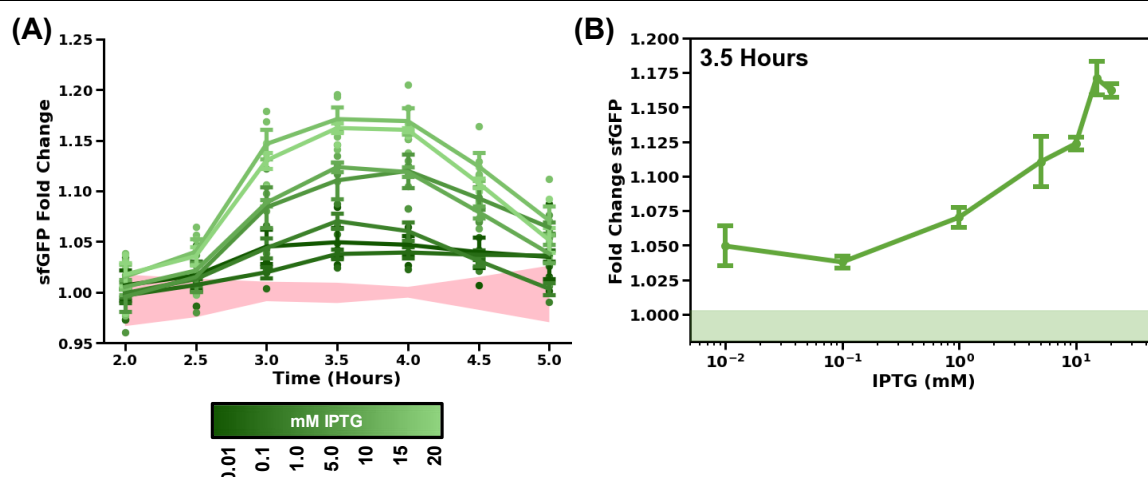 (A)
1.25
1.20
1.15
1.10
1.05
1.00
0.95
sfGFP Fold Change
2.0 2.5 3.0 3.5 4.0 4.5 5.0
Time (Hours)
mM IPTG
0.01 0.1 1.0 5.0 10 15 20
(B)
3.5 Hours
1.200
1.175
1.150
1.125
1.100
1.075
1.050
1.025
1.000
Fold Change sfGFP
10⁻² 10⁻¹ 10⁰ 10¹
IPTG (mM)